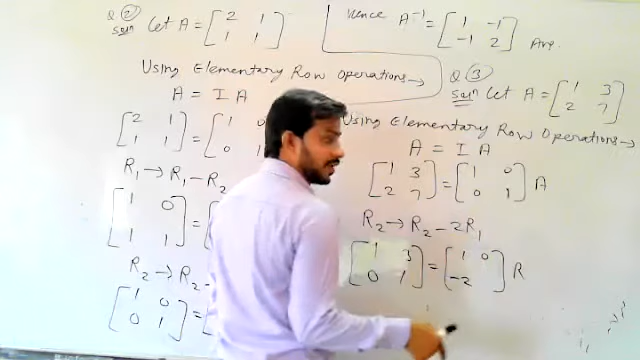 Q ②
Soln Let A = [2 1
1 1]
Using Elementary Row Operations→
A = I A
[2 1
1 1] = [1 0
0
R₁ → R₁ - R₂
[1 0
1 1] = [
R₂ → R₂ -
[1 0
0 1] = [
Hence A⁻¹ = [1 -1
-1 2] Ans.
Q ③
Soln Let A = [1 3
2 7]
Using Elementary Row Operations→
A = I A
[1 3
2 7] = [1 0
0 1] A
R₂ → R₂ - 2R₁
[1 3
0 1] = [1 0
-2 ]